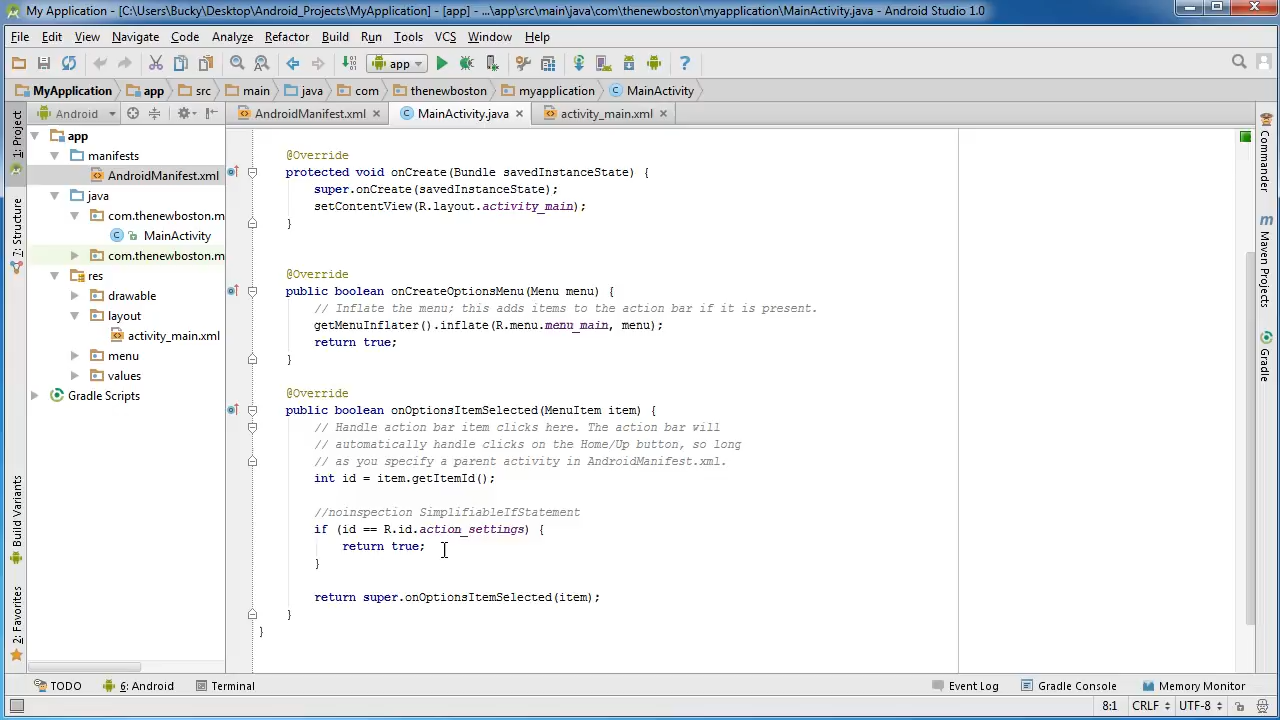 My Application - [C:\Users\Bucky\Desktop\Android_Projects\MyApplication] - [app] - ...\app\src\main\java\com\thenewboston\myapplication\MainActivity.java - Android Studio 1.0
File Edit View Navigate Code Analyze Refactor Build Run Tools VCS Window Help
app
MyApplication app src main java com thenewboston myapplication MainActivity
Android AndroidManifest.xml MainActivity.java activity_main.xml
1: Project
7: Structure
Build Variants
2: Favorites
app
manifests
AndroidManifest.xml
java
com.thenewboston.m
MainActivity
com.thenewboston.m
res
drawable
layout
activity_main.xml
menu
values
Gradle Scripts
@Override
protected void onCreate(Bundle savedInstanceState) {
super.onCreate(savedInstanceState);
setContentView(R.layout.activity_main);
}
@Override
public boolean onCreateOptionsMenu(Menu menu) {
// Inflate the menu; this adds items to the action bar if it is present.
getMenuInflater().inflate(R.menu.menu_main, menu);
return true;
}
@Override
public boolean onOptionsItemSelected(MenuItem item) {
// Handle action bar item clicks here. The action bar will
// automatically handle clicks on the Home/Up button, so long
// as you specify a parent activity in AndroidManifest.xml.
int id = item.getItemId();
//noinspection SimplifiableIfStatement
if (id == R.id.action_settings) {
return true;
}
return super.onOptionsItemSelected(item);
}
}
Commander
m
Maven Projects
Gradle
TODO 6: Android Terminal Event Log Gradle Console Memory Monitor
8:1 CRLF UTF-8